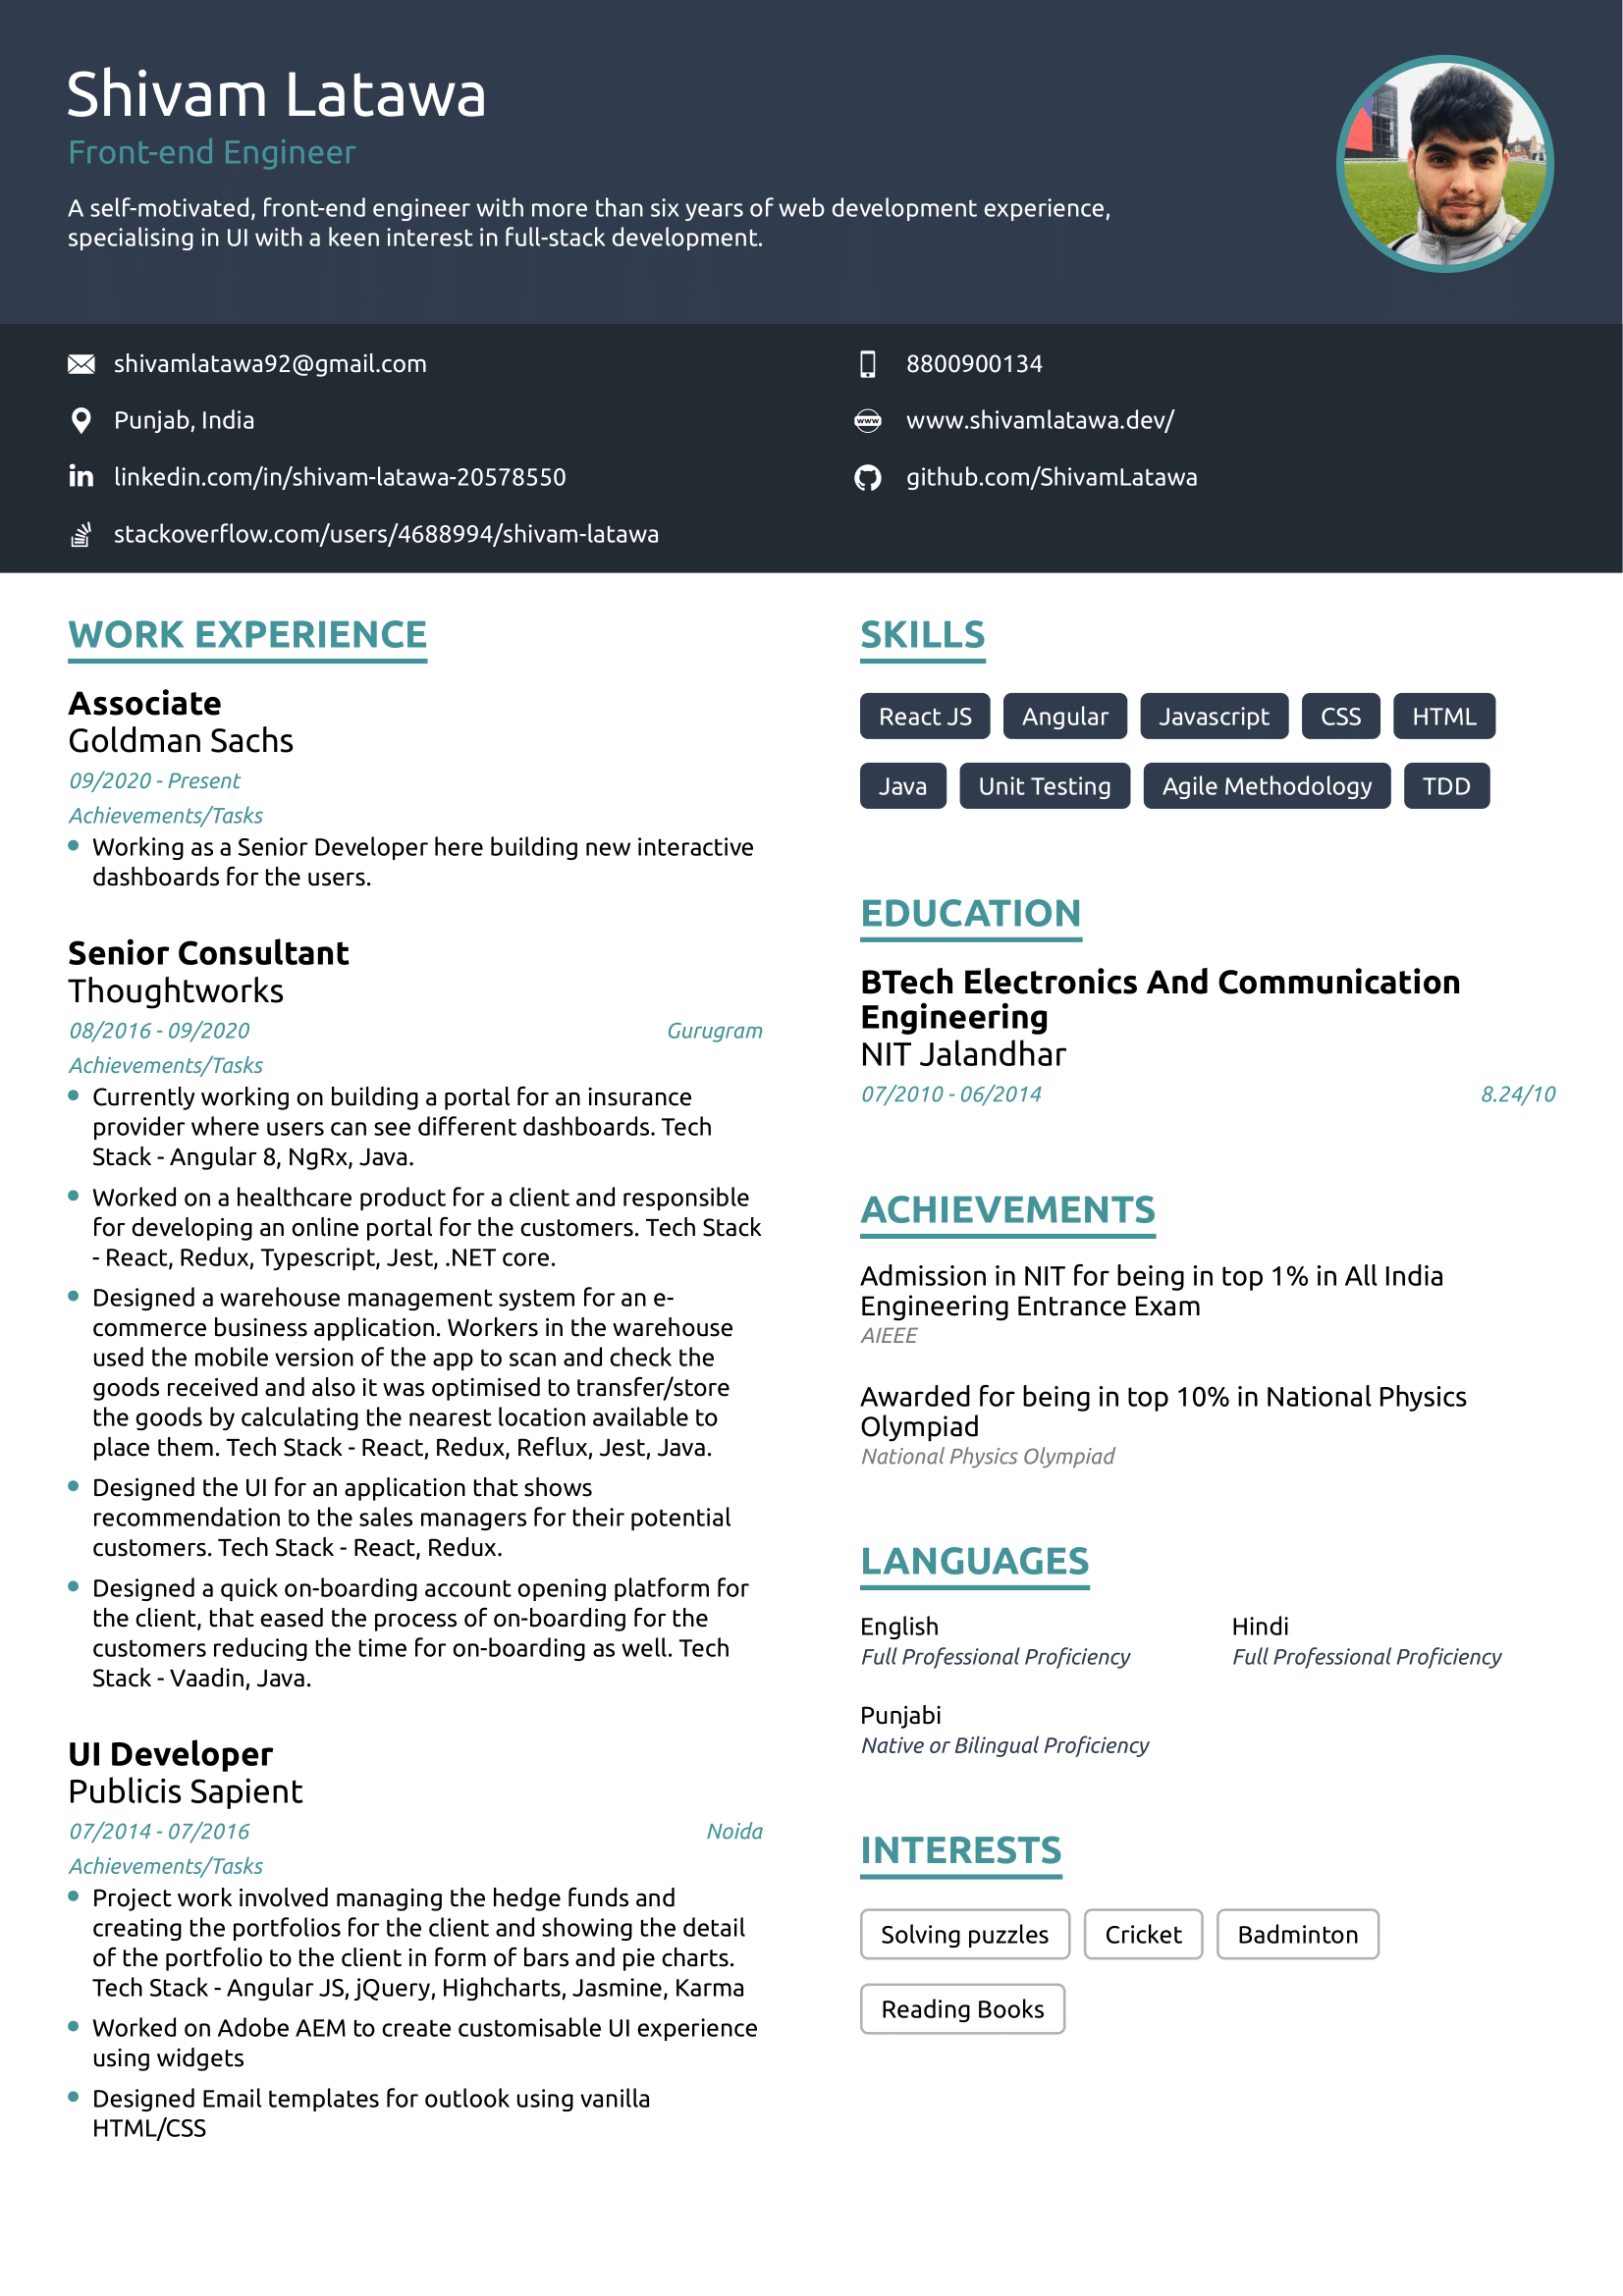 Shivam Latawa
Front-end Engineer
A self-motivated, front-end engineer with more than six years of web development experience,
specialising in UI with a keen interest in full-stack development.
shivamlatawa92@gmail.com
8800900134
Punjab, India
www.shivamlatawa.dev/
linkedin.com/in/shivam-latawa-20578550
github.com/ShivamLatawa
stackoverflow.com/users/4688994/shivam-latawa
WORK EXPERIENCE
Associate
Goldman Sachs
09/2020 - Present
Achievements/Tasks
Working as a Senior Developer here building new interactive
dashboards for the users.
Senior Consultant
Thoughtworks
08/2016 - 09/2020 Gurugram
Achievements/Tasks
Currently working on building a portal for an insurance
provider where users can see different dashboards. Tech
Stack - Angular 8, NgRx, Java.
Worked on a healthcare product for a client and responsible
for developing an online portal for the customers. Tech Stack
- React, Redux, Typescript, Jest, .NET core.
Designed a warehouse management system for an e-
commerce business application. Workers in the warehouse
used the mobile version of the app to scan and check the
goods received and also it was optimised to transfer/store
the goods by calculating the nearest location available to
place them. Tech Stack - React, Redux, Reflux, Jest, Java.
Designed the UI for an application that shows
recommendation to the sales managers for their potential
customers. Tech Stack - React, Redux.
Designed a quick on-boarding account opening platform for
the client, that eased the process of on-boarding for the
customers reducing the time for on-boarding as well. Tech
Stack - Vaadin, Java.
UI Developer
Publicis Sapient
07/2014 - 07/2016 Noida
Achievements/Tasks
Project work involved managing the hedge funds and
creating the portfolios for the client and showing the detail
of the portfolio to the client in form of bars and pie charts.
Tech Stack - Angular JS, jQuery, Highcharts, Jasmine, Karma
Worked on Adobe AEM to create customisable UI experience
using widgets
Designed Email templates for outlook using vanilla
HTML/CSS
SKILLS
React JS Angular Javascript CSS HTML
Java Unit Testing Agile Methodology TDD
EDUCATION
BTech Electronics And Communication
Engineering
NIT Jalandhar
07/2010 - 06/2014 8.24/10
ACHIEVEMENTS
Admission in NIT for being in top 1% in All India
Engineering Entrance Exam
AIEEE
Awarded for being in top 10% in National Physics
Olympiad
National Physics Olympiad
LANGUAGES
English Hindi
Full Professional Proficiency Full Professional Proficiency
Punjabi
Native or Bilingual Proficiency
INTERESTS
Solving puzzles Cricket Badminton
Reading Books